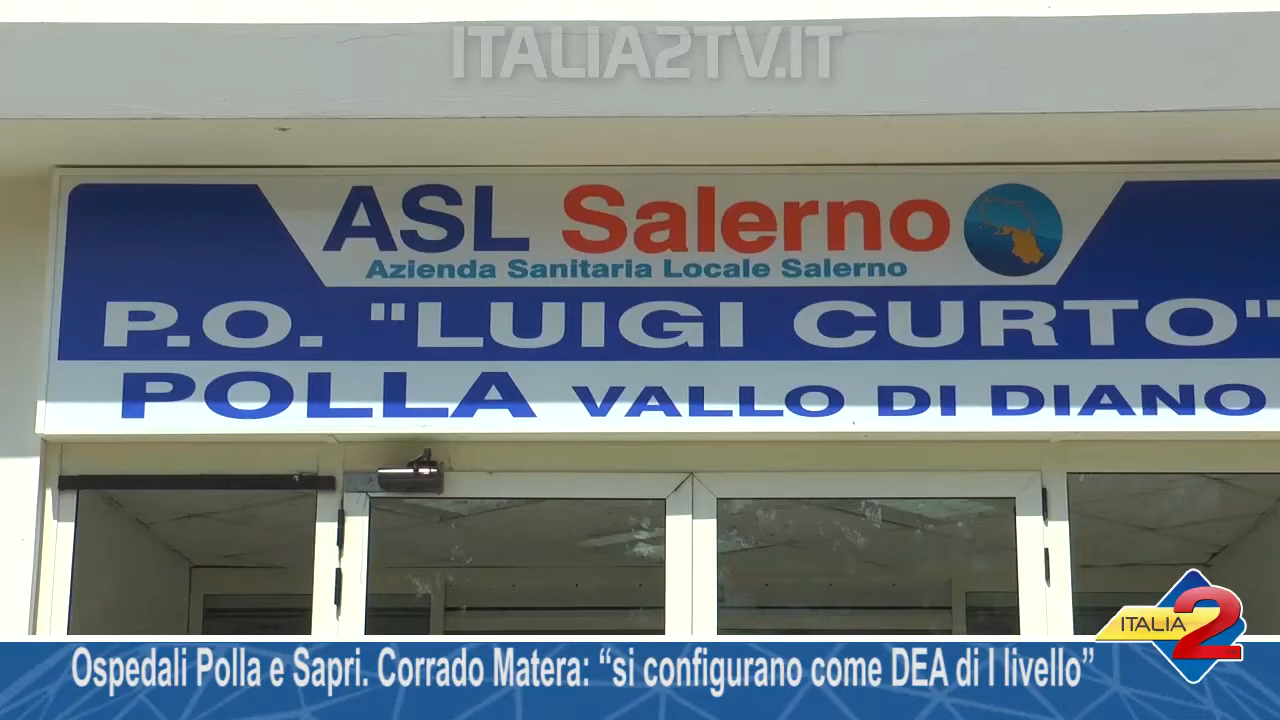 ITALIA2TV.IT
ASL Salerno
Azienda Sanitaria Locale Salerno
P.O. "LUIGI CURTO"
POLLA VALLO DI DIANO
ITALIA 2
Ospedali Polla e Sapri. Corrado Matera: “si configurano come DEA di I livello”